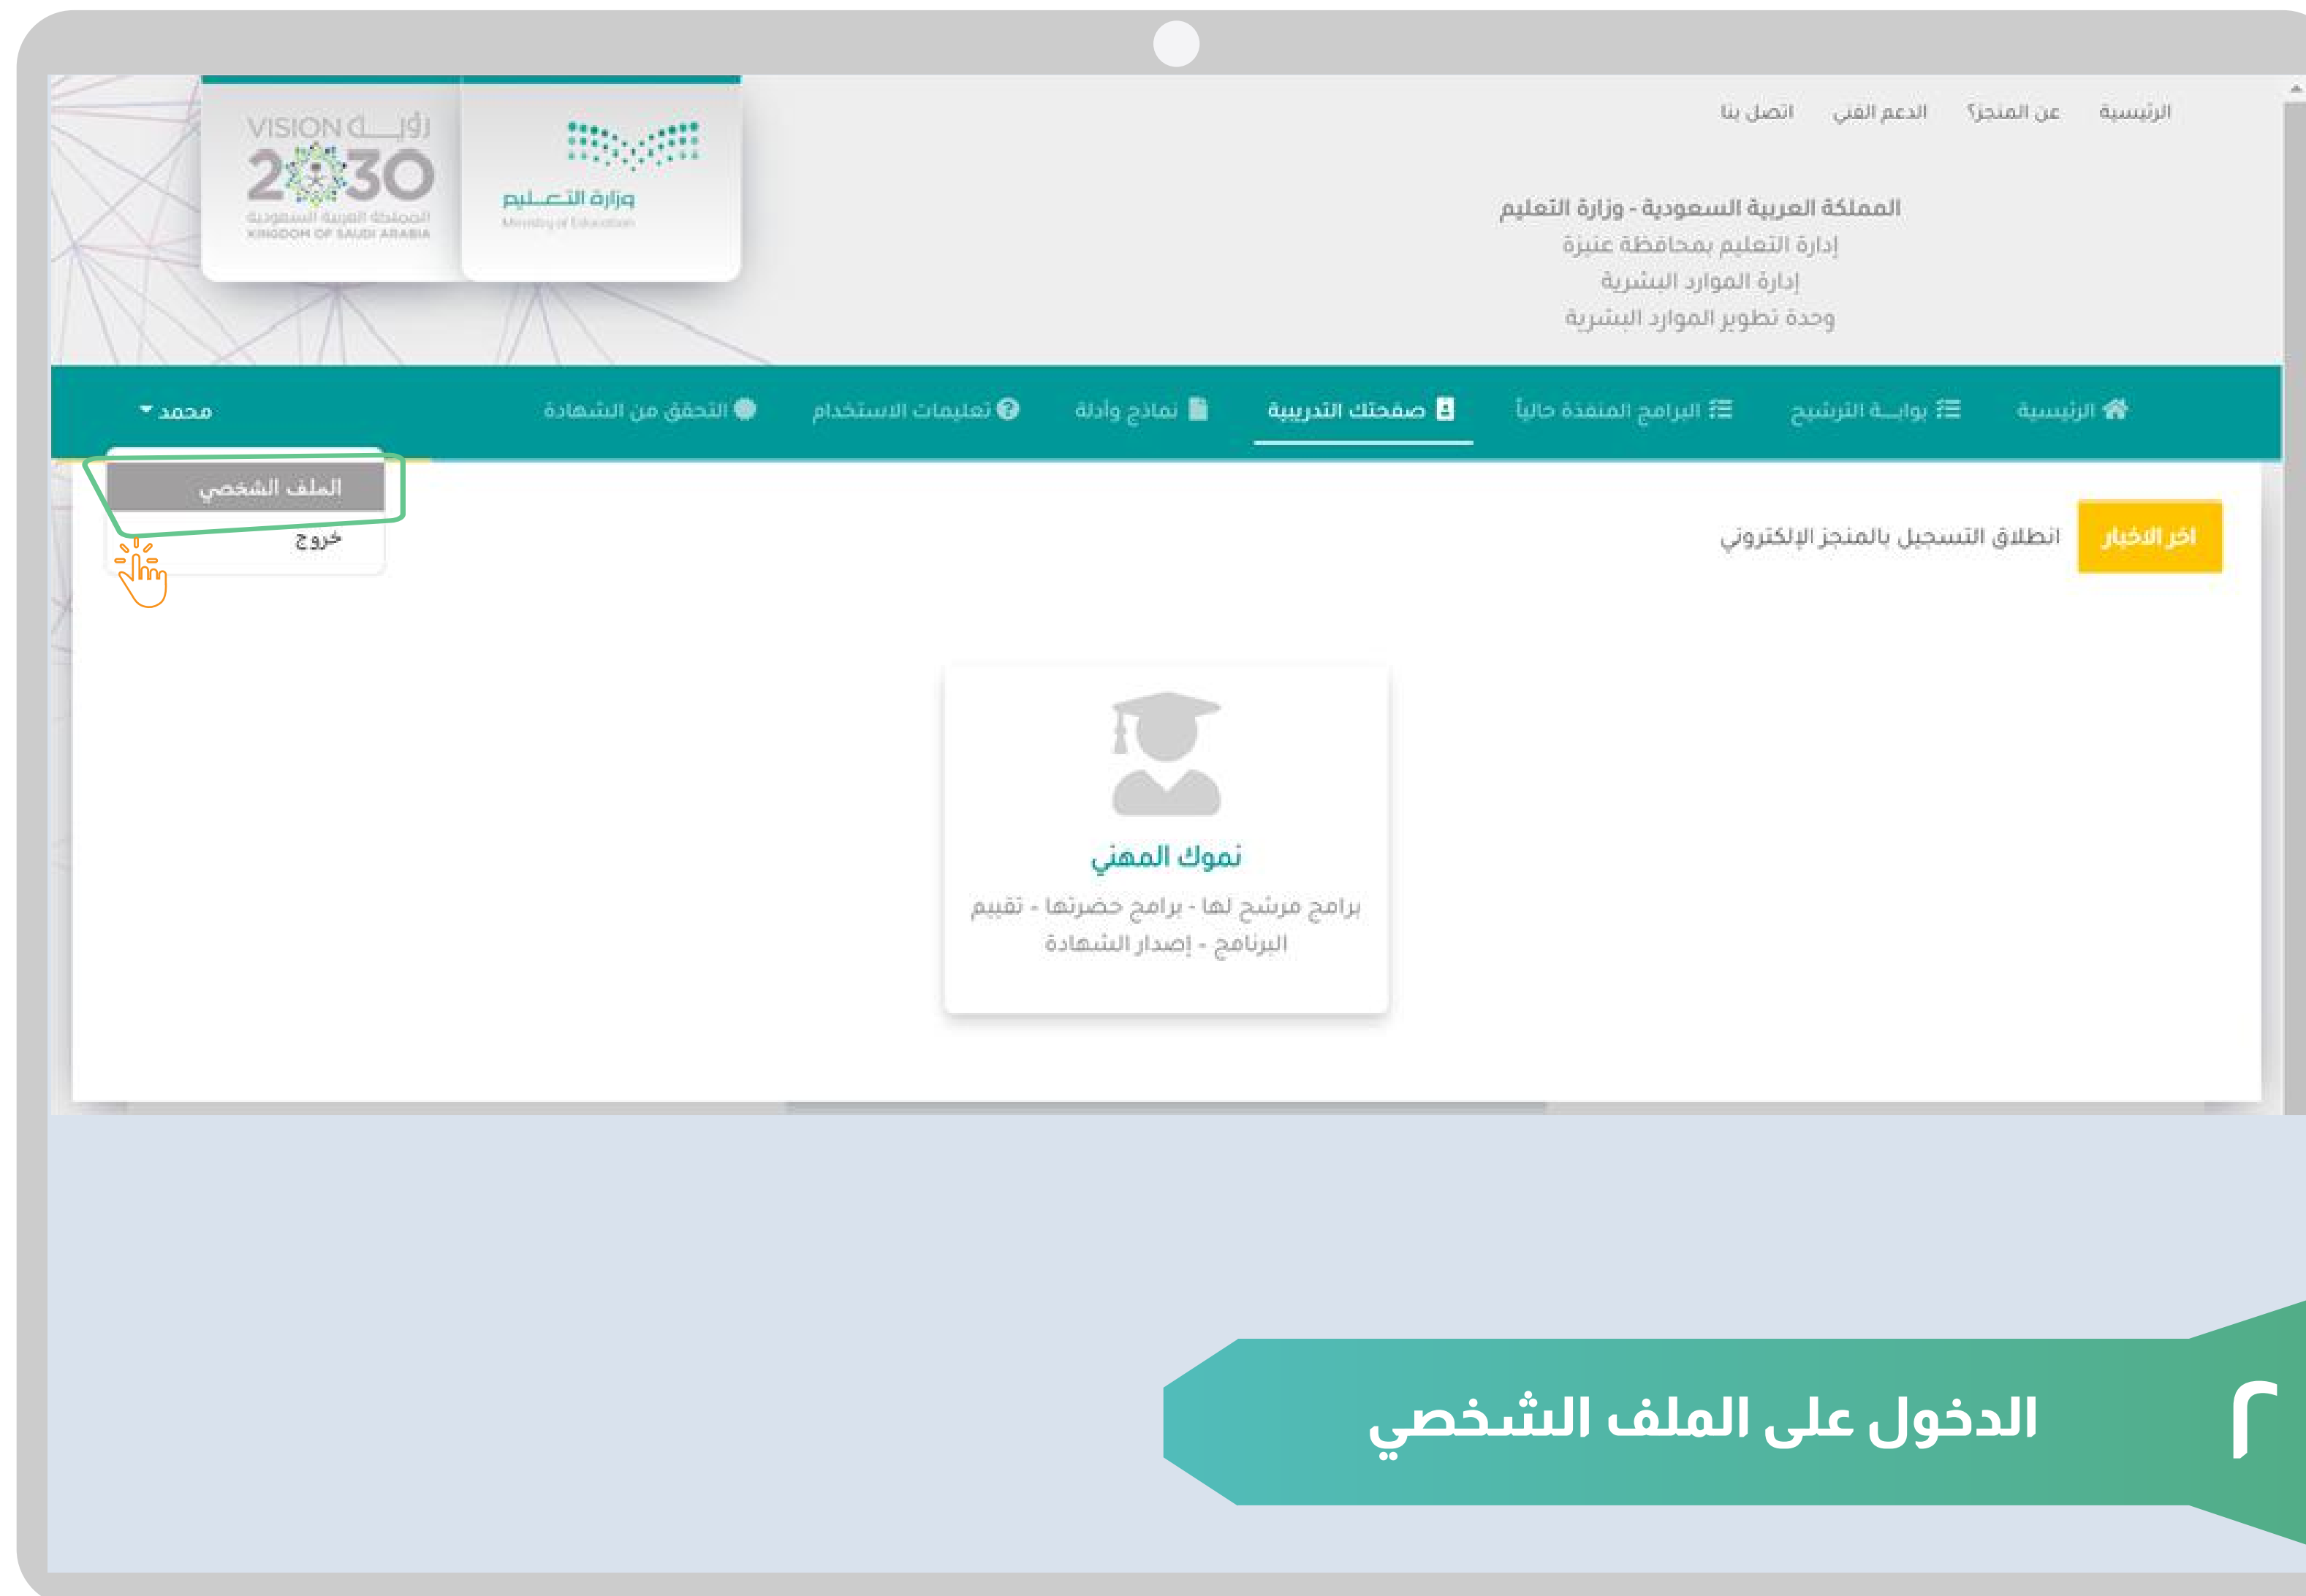 الرئيسية عن المنجز؟ الدعم الفني اتصل بنا
VISION رؤيــــة
2030
المملكة العربية السعودية
KINGDOM OF SAUDI ARABIA
وزارة التـعـــليم
Ministry of Education
المملكة العربية السعودية - وزارة التعليم
إدارة التعليم بمحافظة عنيزة
إدارة الموارد البشرية
وحدة تطوير الموارد البشرية
الرئيسية بوابـــة الترشيح البرامج المنفذة حالياً صفحتك التدريبية نماذج وأدلة تعليمات الاستخدام التحقق من الشهادة محمد
الملف الشخصي
خروج
اخر الاخبار انطلاق التسجيل بالمنجز الإلكتروني
نموك المهني
برامج مرشح لها - برامج حضرتها - تقييم
البرنامج - إصدار الشهادة
٢ الدخول على الملف الشخصي